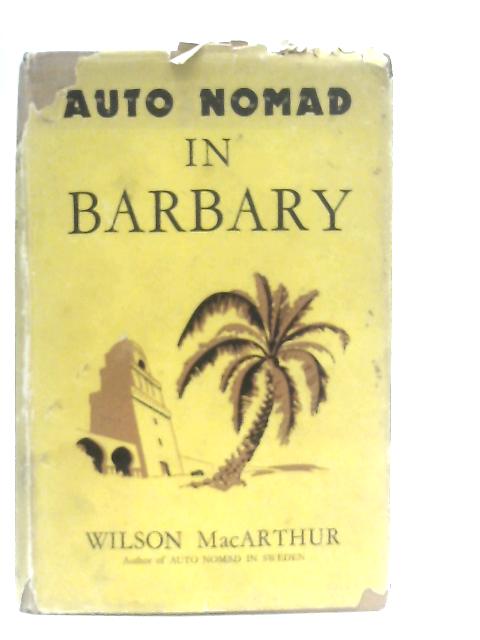 AUTO NOMAD
IN
BARBARY
WILSON MacARTHUR
Author of AUTO NOMAD IN SWEDEN